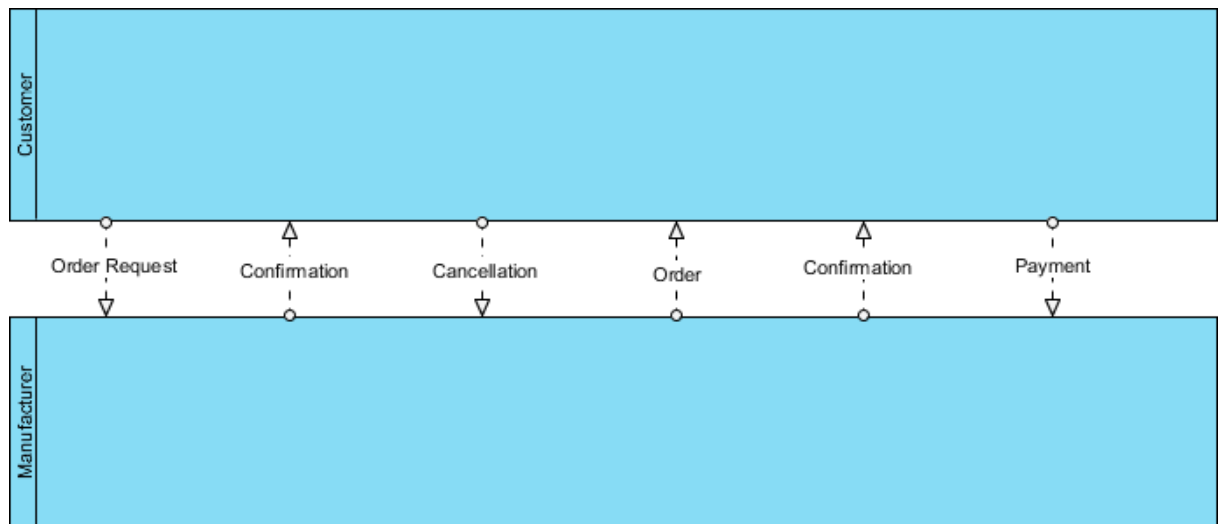 Customer
Order Request
Confirmation
Cancellation
Order
Confirmation
Payment
Manufacturer